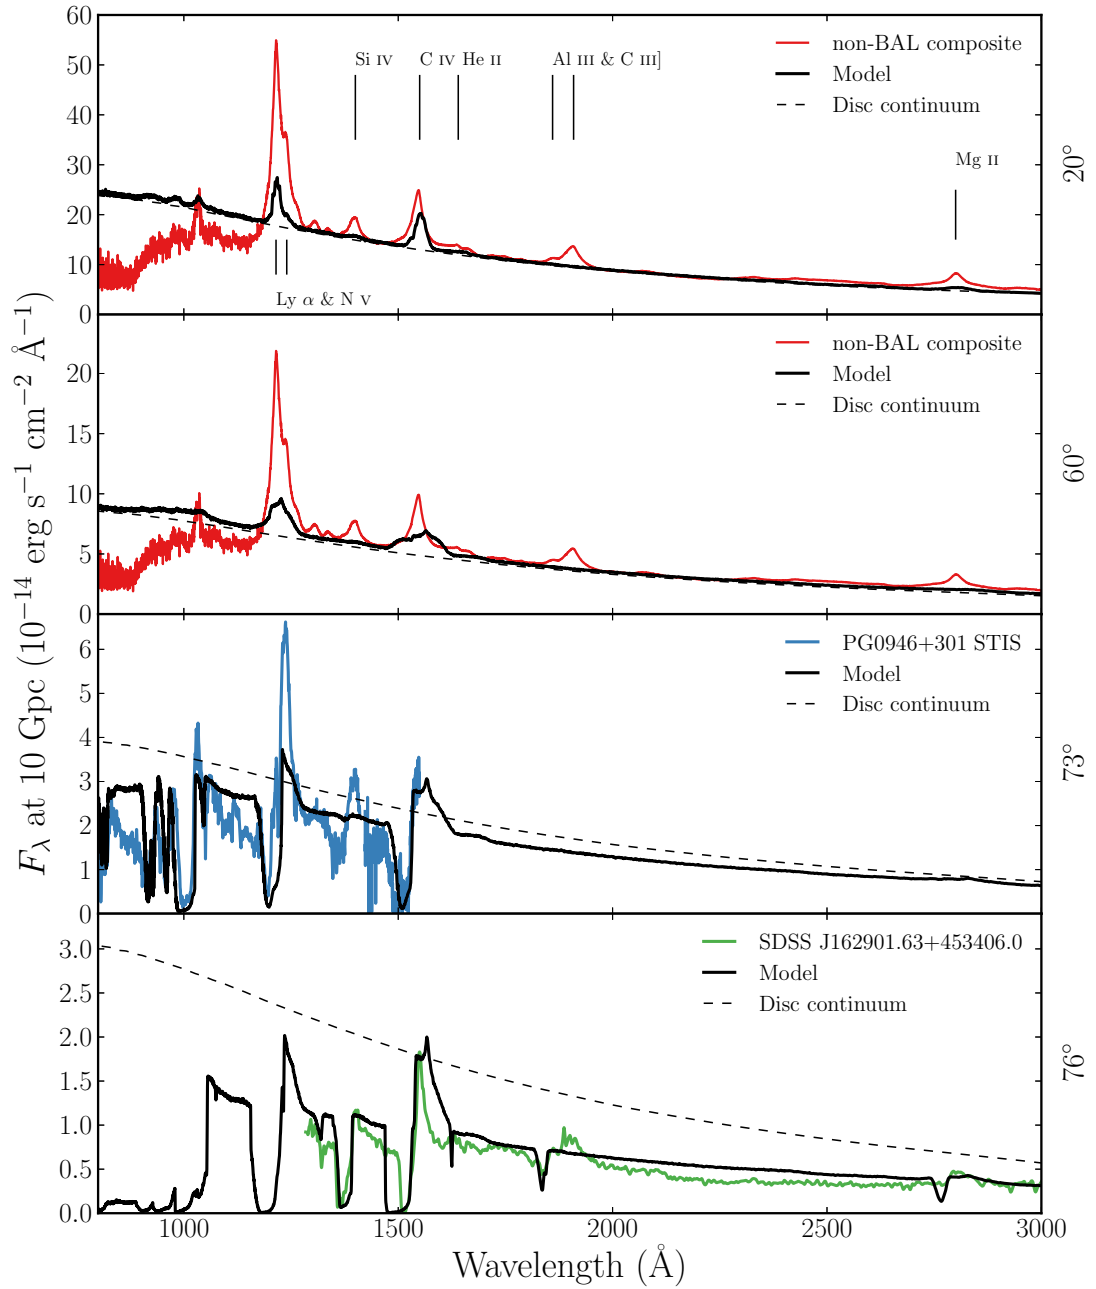 60
50
40
30
20
10
0
Si IV
C IV He II
Al III & C III]
Mg II
Ly α & N V
non-BAL composite
Model
Disc continuum
20°
20
15
10
5
0
non-BAL composite
Model
Disc continuum
60°
6
5
4
3
2
1
0
PG0946+301 STIS
Model
Disc continuum
73°
3.0
2.5
2.0
1.5
1.0
0.5
0.0
SDSS J162901.63+453406.0
Model
Disc continuum
76°
1000 1500 2000 2500 3000
Wavelength (Å)
F_λ at 10 Gpc (10⁻¹⁴ erg s⁻¹ cm⁻² Å⁻¹)